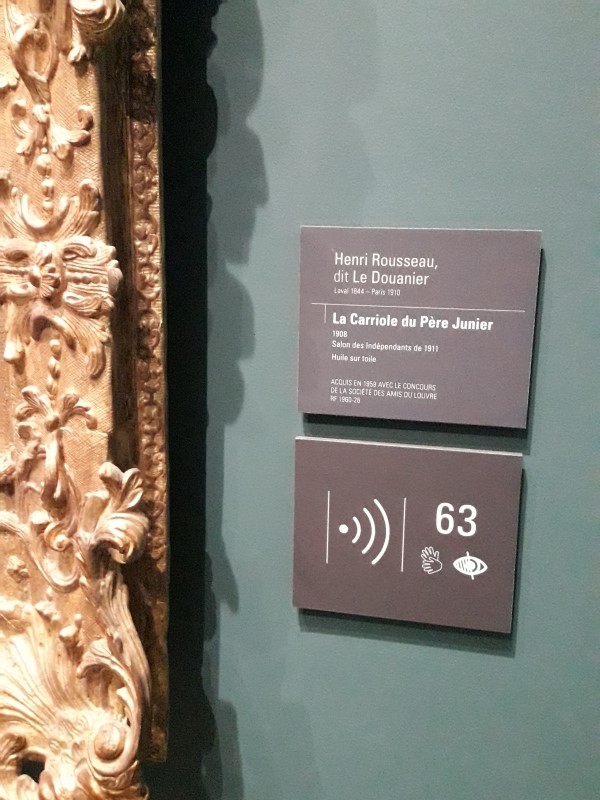 Henri Rousseau,
dit Le Douanier
Laval 1844 – Paris 1910
La Carriole du Père Junier
1908
Salon des Indépendants de 1911
Huile sur toile
ACQUIS EN 1959 AVEC LE CONCOURS
DE LA SOCIÉTÉ DES AMIS DU LOUVRE
RF 1960-26
63